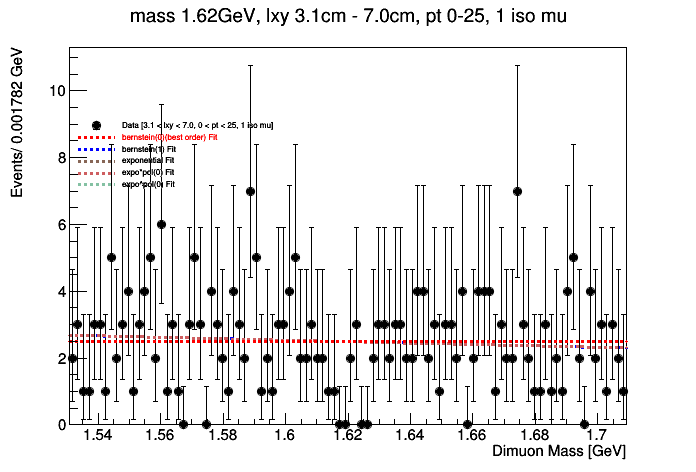 mass 1.62GeV, lxy 3.1cm - 7.0cm, pt 0-25, 1 iso mu
Events/ 0.001782 GeV
10
8
6
4
2
0
Data [3.1 < lxy < 7.0, 0 < pt < 25, 1 iso mu]
bernstein(0)(best order) Fit
bernstein(1) Fit
exponential Fit
expo*pol(0) Fit
expo*pol(0) Fit
1.54 1.56 1.58 1.6 1.62 1.64 1.66 1.68 1.7
Dimuon Mass [GeV]